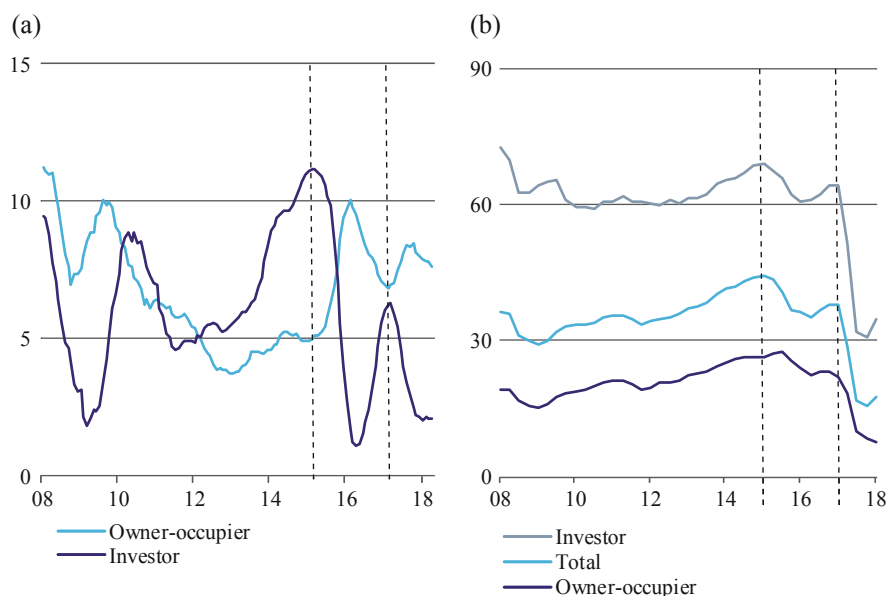 (a)
15
10
5
0
08 10 12 14 16 18
Owner-occupier
Investor
(b)
90
60
30
0
08 10 12 14 16 18
Investor
Total
Owner-occupier